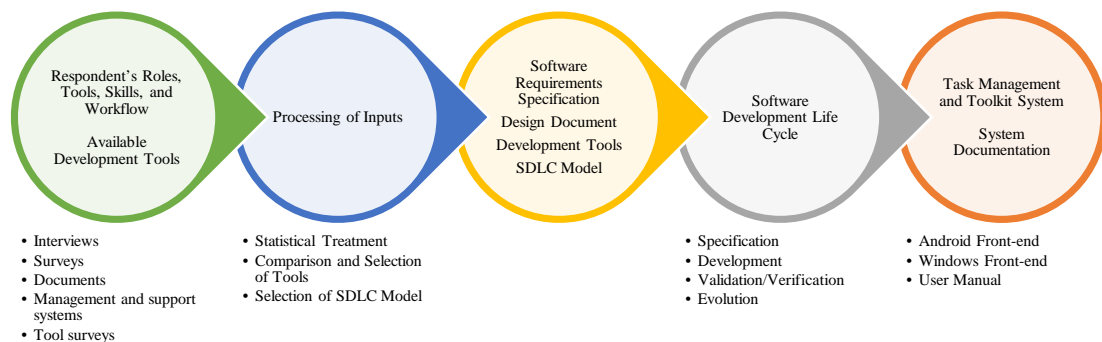 Respondent's Roles,
Tools, Skills, and
Workflow
Available
Development Tools
• Interviews
• Surveys
• Documents
• Management and support
systems
• Tool surveys
Processing of Inputs
• Statistical Treatment
• Comparison and Selection
of Tools
• Selection of SDLC Model
Software
Requirements
Specification
Design Document
Development Tools
SDLC Model
Software
Development Life
Cycle
• Specification
• Development
• Validation/Verification
• Evolution
Task Management
and Toolkit System
System
Documentation
• Android Front-end
• Windows Front-end
• User Manual